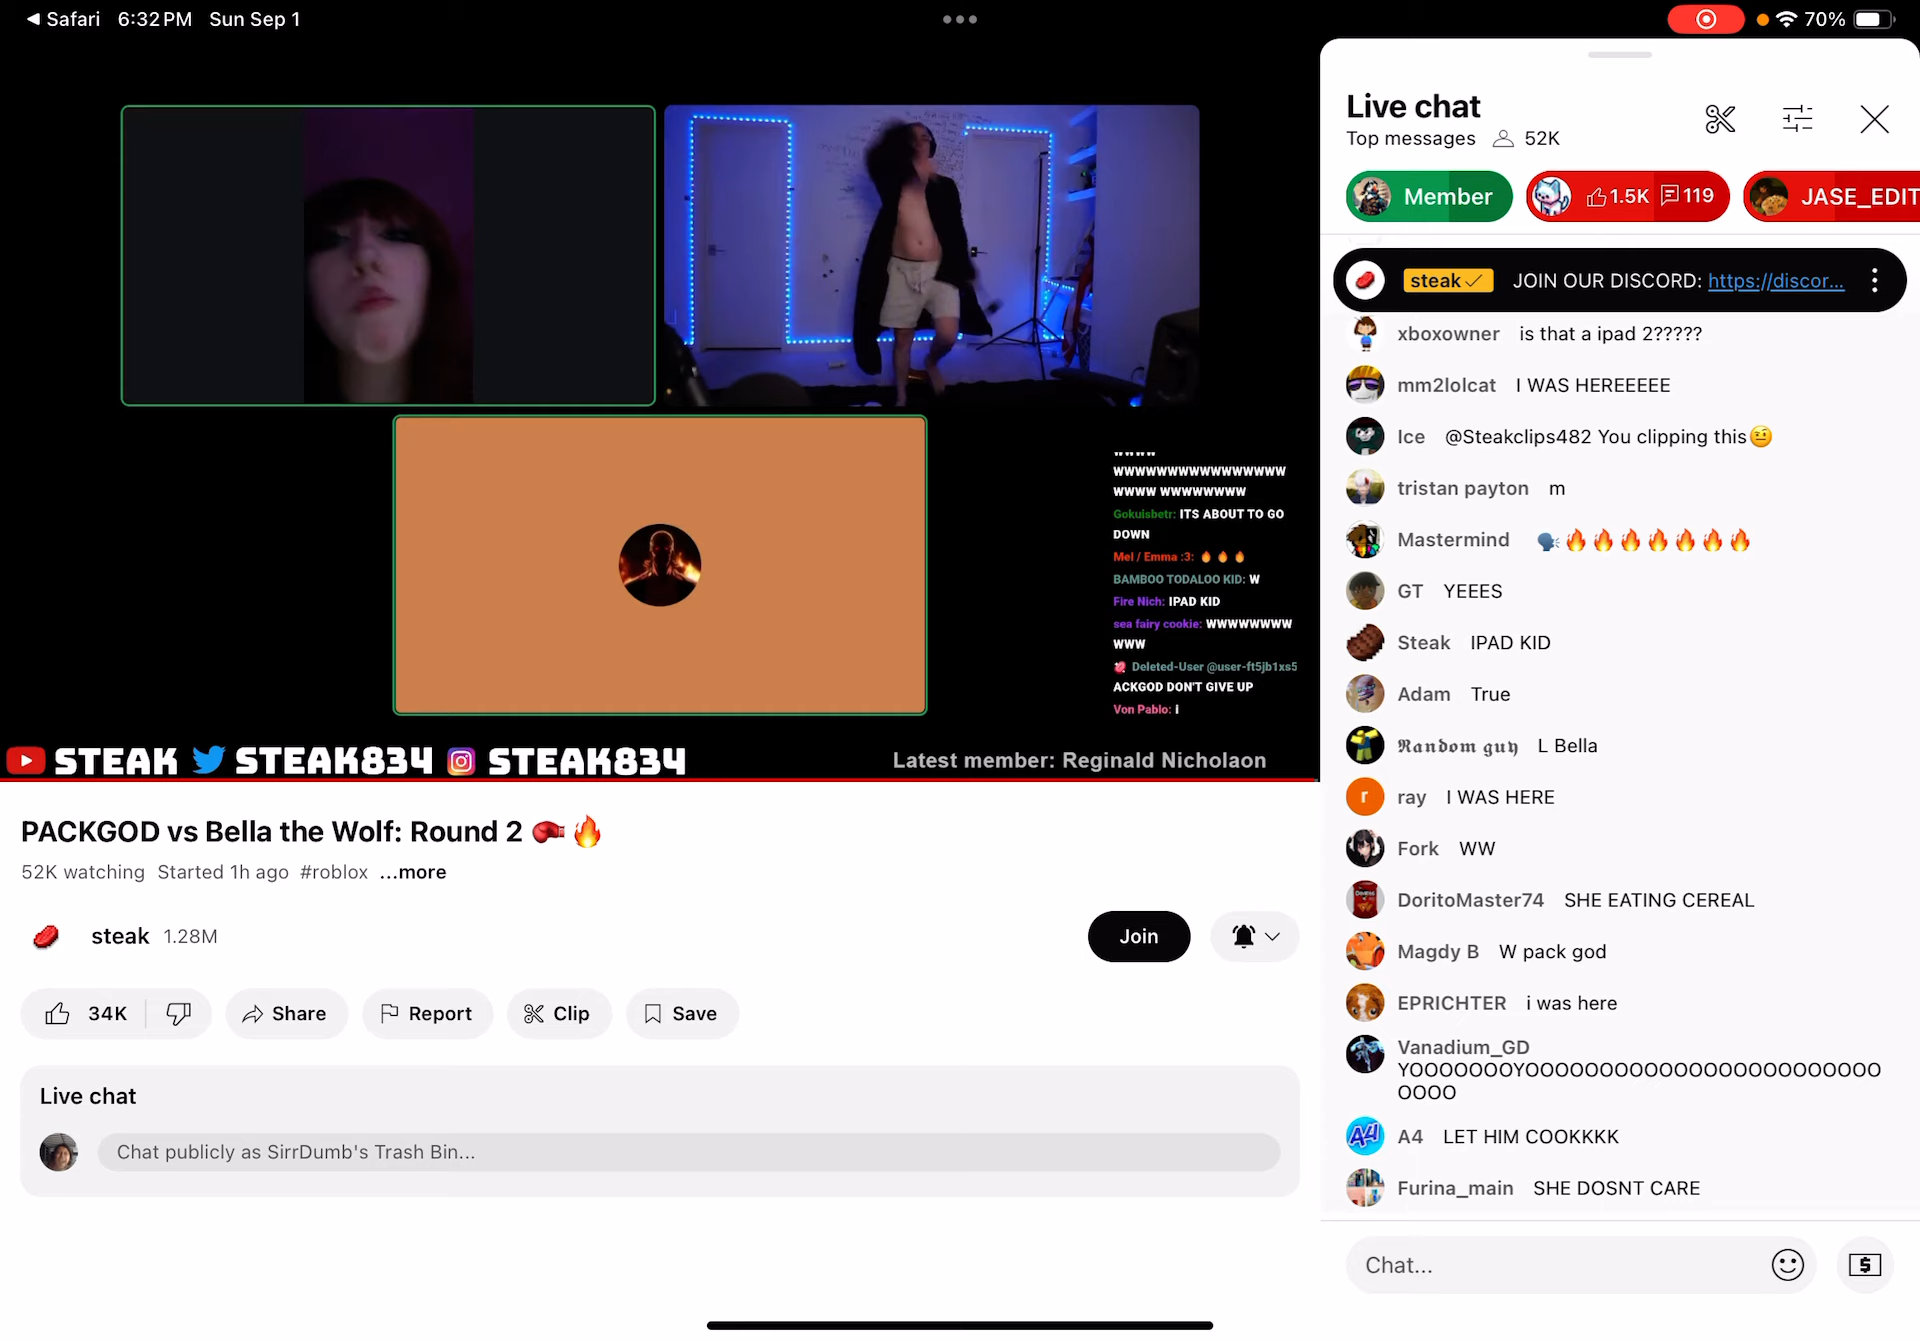 ◀ Safari 6:32 PM Sun Sep 1
70%
WWWW
WWWWWWWWWWWWWWWW
WWWW WWWWWWWW
Gokuisbetr: ITS ABOUT TO GO
DOWN
Mel / Emma :3: 🔥 🔥 🔥
BAMBOO TODALOO KID: W
Fire Nich: IPAD KID
sea fairy cookie: WWWWWWWW
WWW
Deleted-User @user-ft5jb1xs5
ACKGOD DON'T GIVE UP
Von Pablo: i
STEAK STEAK834 STEAK834
Latest member: Reginald Nicholaon
PACKGOD vs Bella the Wolf: Round 2 🥊 🔥
52K watching Started 1h ago #roblox ...more
steak 1.28M
Join
34K Share Report Clip Save
Live chat
Chat publicly as SirrDumb's Trash Bin...
Live chat
Top messages 52K
Member 1.5K 119 JASE_EDIT
steak✓ JOIN OUR DISCORD: https://discor...
xboxowner is that a ipad 2?????
mm2lolcat I WAS HEREEEEE
Ice @Steakclips482 You clipping this🤨
tristan payton m
Mastermind 🗣️🔥🔥🔥🔥🔥🔥🔥
GT YEEES
Steak IPAD KID
Adam True
𝕽𝖆𝖓𝖉𝖔𝖒 𝖌𝖚𝖞 L Bella
r ray I WAS HERE
Fork WW
DoritoMaster74 SHE EATING CEREAL
Magdy B W pack god
EPRICHTER i was here
Vanadium_GD
YOOOOOOOYOOOOOOOOOOOOOOOOOOOOOOOO
OOOO
A4 A4 LET HIM COOKKKK
Furina_main SHE DOSNT CARE
Chat...